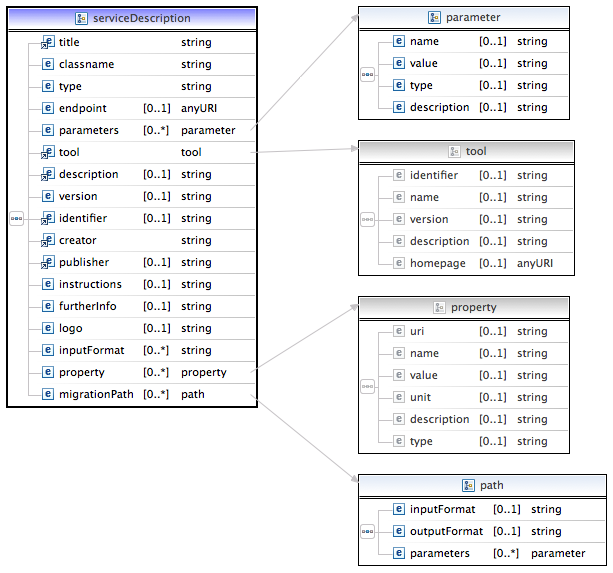 serviceDescription
title string
classname string
type string
endpoint [0..1] anyURI
parameters [0..*] parameter
tool tool
description [0..1] string
version [0..1] string
identifier [0..1] string
creator string
publisher [0..1] string
instructions [0..1] string
furtherInfo [0..1] string
logo [0..1] string
inputFormat [0..*] string
property [0..*] property
migrationPath [0..*] path
parameter
name [0..1] string
value [0..1] string
type [0..1] string
description [0..1] string
tool
identifier [0..1] string
name [0..1] string
version [0..1] string
description [0..1] string
homepage [0..1] anyURI
property
uri [0..1] string
name [0..1] string
value [0..1] string
unit [0..1] string
description [0..1] string
type [0..1] string
path
inputFormat [0..1] string
outputFormat [0..1] string
parameters [0..*] parameter